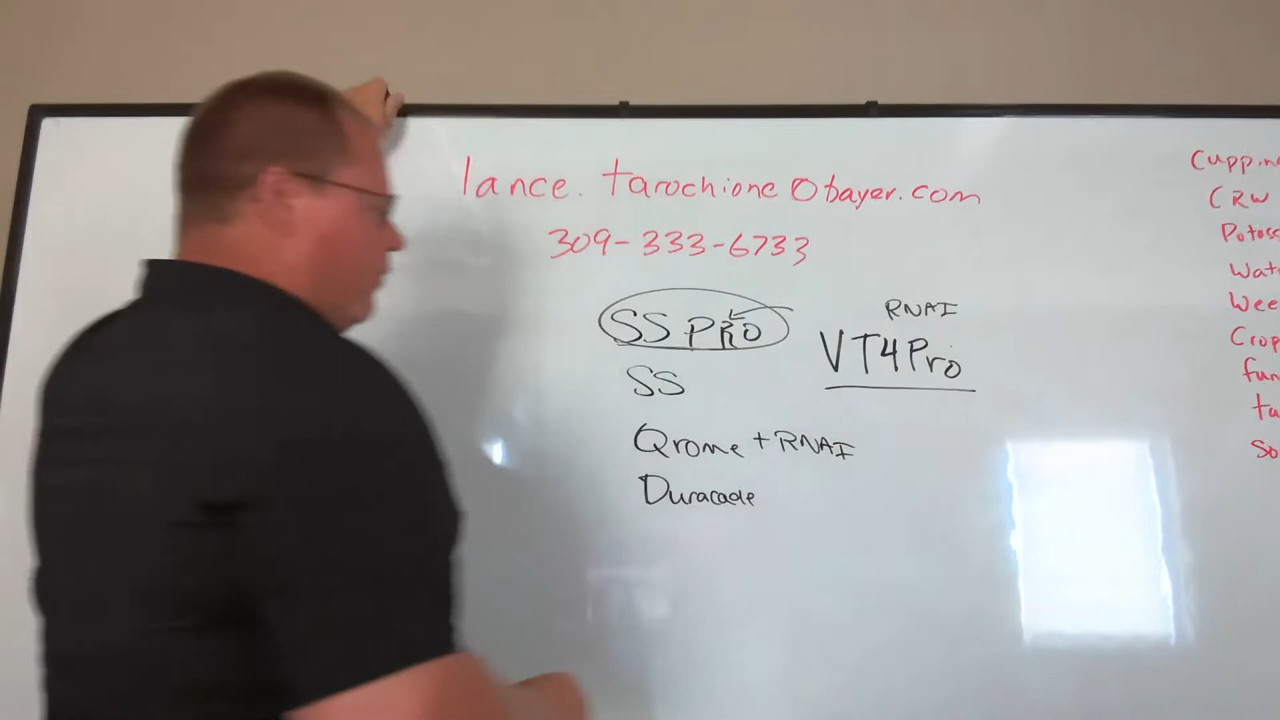 lance.tarochione@bayer.com
309-333-6733
SS PRO
RNAI
VT4Pro
SS
Qrome + RNAI
Duracade
Cuppin
CRW
Potass
Wat
Wee
Crop
fun
ta
So